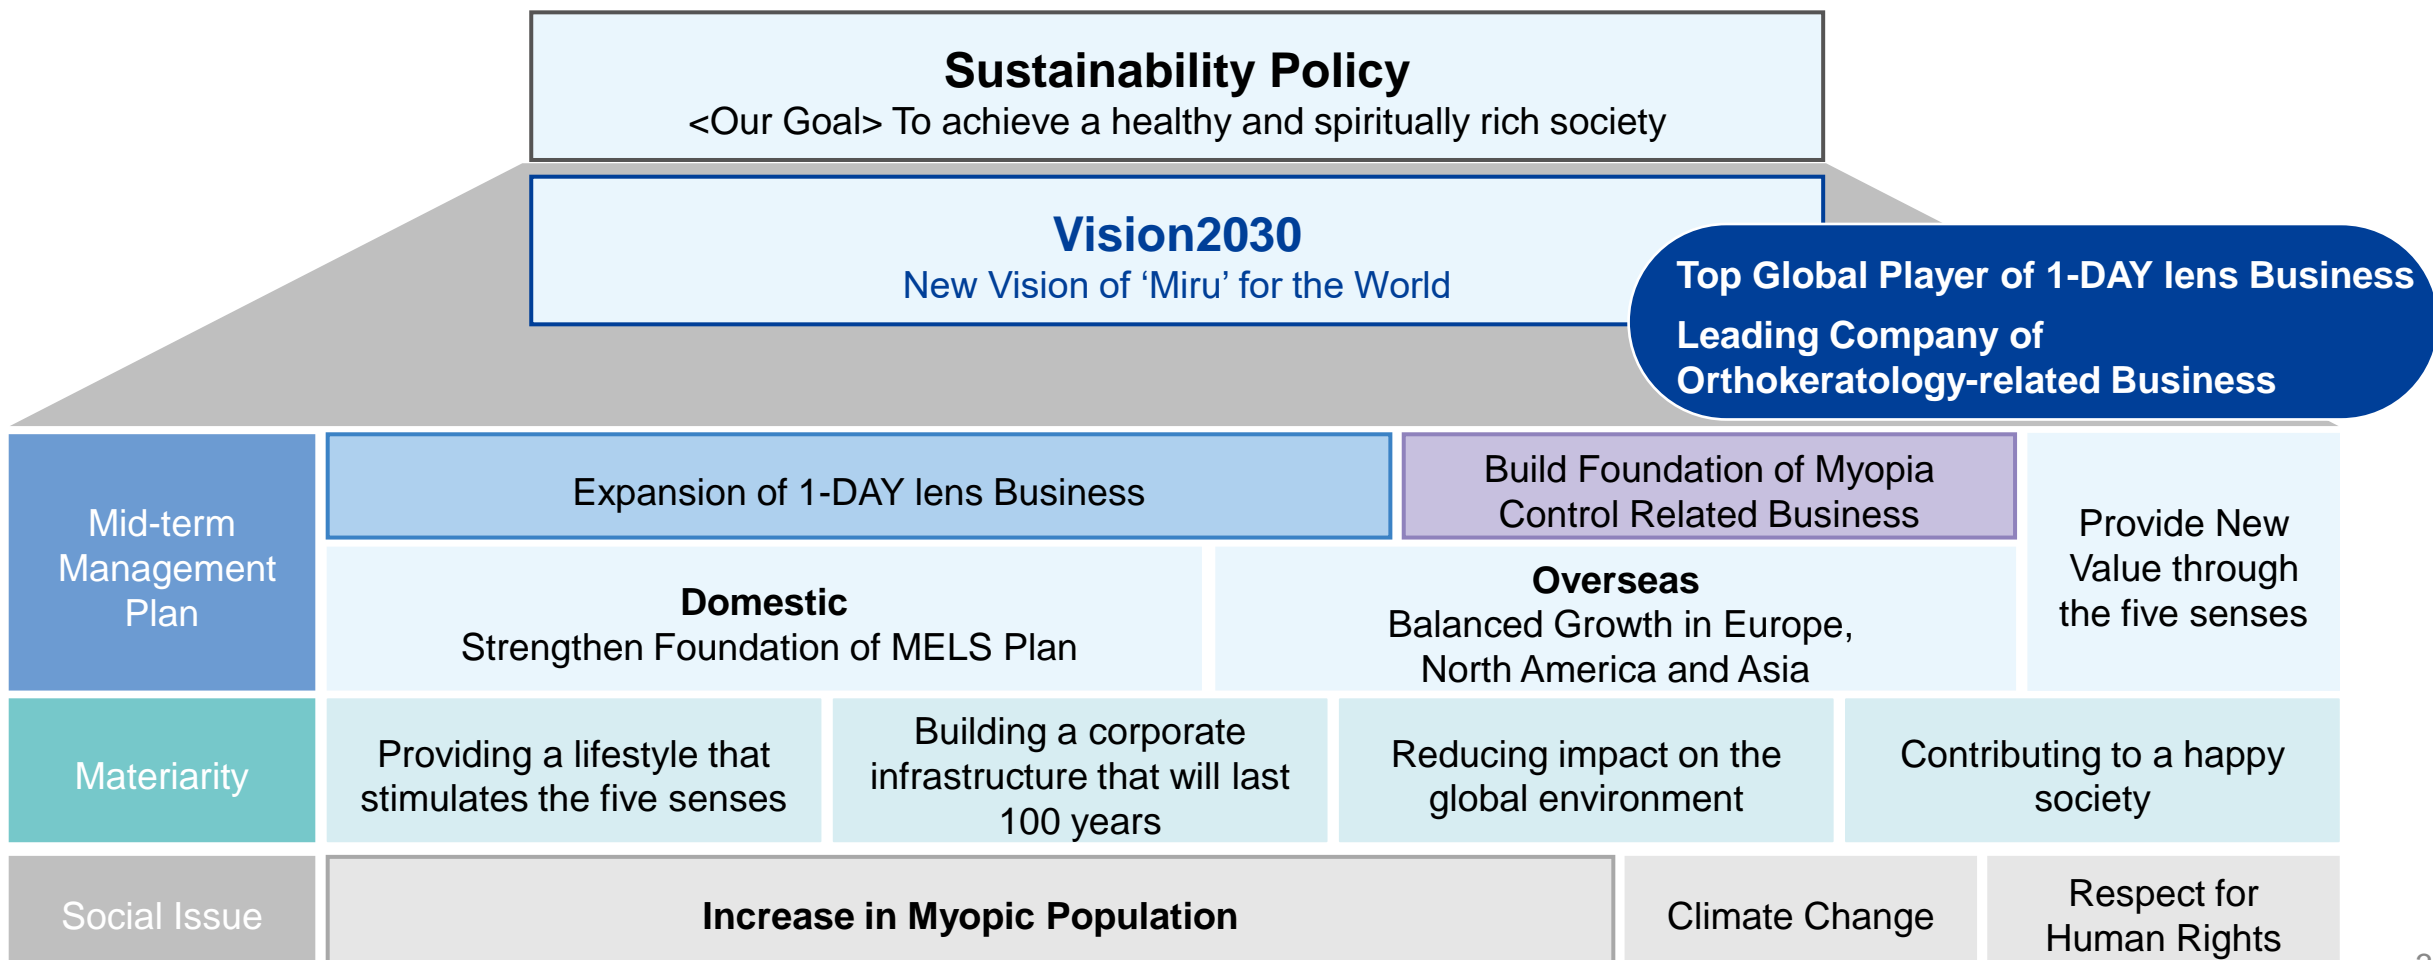 Sustainability Policy
<Our Goal> To achieve a healthy and spiritually rich society
Vision2030
New Vision of ‘Miru’ for the World
Top Global Player of 1-DAY lens Business
Leading Company of
Orthokeratology-related Business
Mid-term
Management
Plan
Expansion of 1-DAY lens Business
Build Foundation of Myopia
Control Related Business
Provide New
Value through
the five senses
Domestic
Strengthen Foundation of MELS Plan
Overseas
Balanced Growth in Europe,
North America and Asia
Materiarity
Providing a lifestyle that
stimulates the five senses
Building a corporate
infrastructure that will last
100 years
Reducing impact on the
global environment
Contributing to a happy
society
Social Issue
Increase in Myopic Population
Climate Change
Respect for
Human Rights